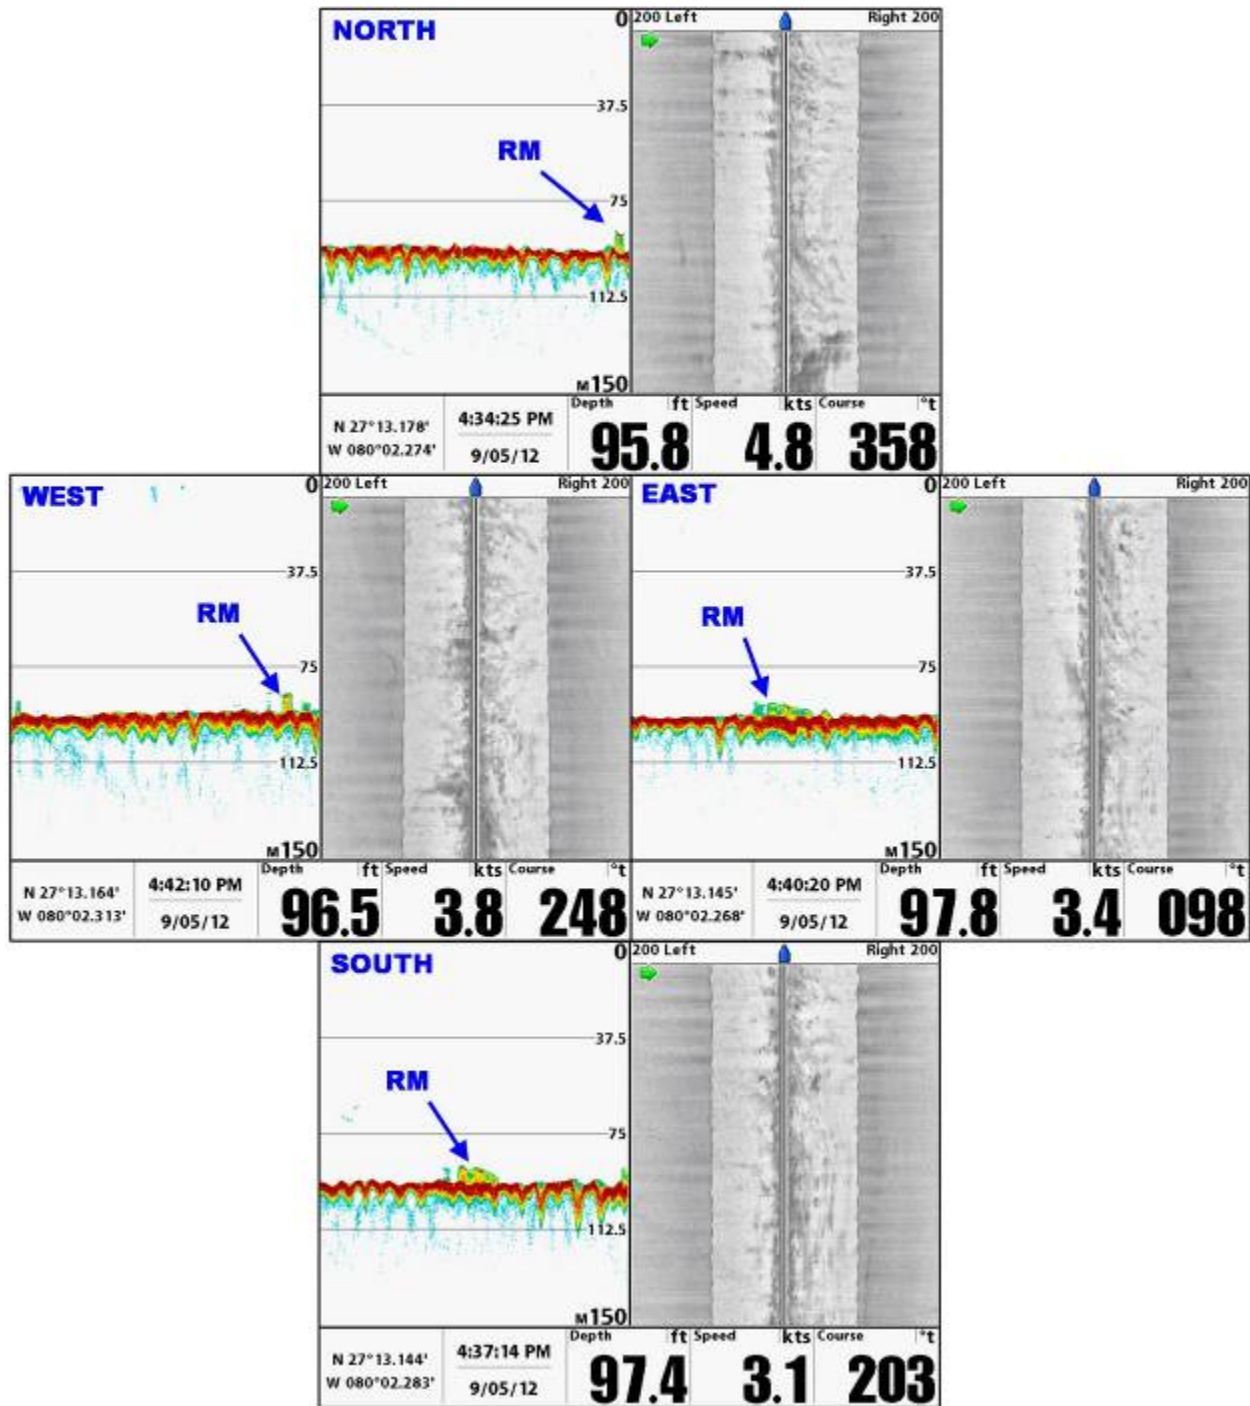 NORTH
0
200 Left
Right 200
37.5
RM
75
112.5
M150
N 27°13.178'
W 080°02.274'
4:34:25 PM
9/05/12
Depth ft
95.8
Speed kts
4.8
Course °t
358
WEST
0
200 Left
Right 200
37.5
RM
75
112.5
M150
N 27°13.164'
W 080°02.313'
4:42:10 PM
9/05/12
Depth ft
96.5
Speed kts
3.8
Course °t
248
EAST
0
200 Left
Right 200
37.5
RM
75
112.5
M150
N 27°13.145'
W 080°02.268'
4:40:20 PM
9/05/12
Depth ft
97.8
Speed kts
3.4
Course °t
098
SOUTH
0
200 Left
Right 200
37.5
RM
75
112.5
M150
N 27°13.144'
W 080°02.283'
4:37:14 PM
9/05/12
Depth ft
97.4
Speed kts
3.1
Course °t
203